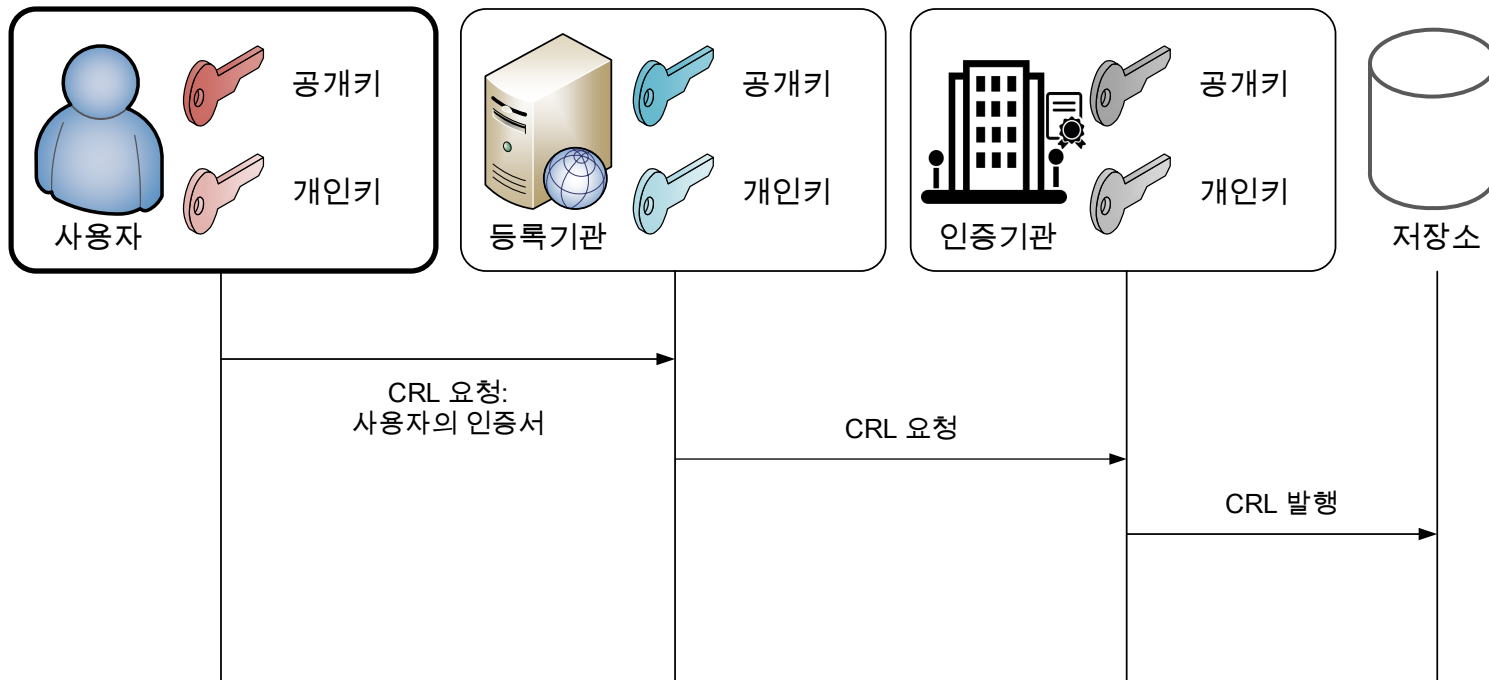 공개키
개인키
사용자
공개키
개인키
등록기관
공개키
개인키
인증기관
저장소
CRL 요청:
사용자의 인증서
CRL 요청
CRL 발행